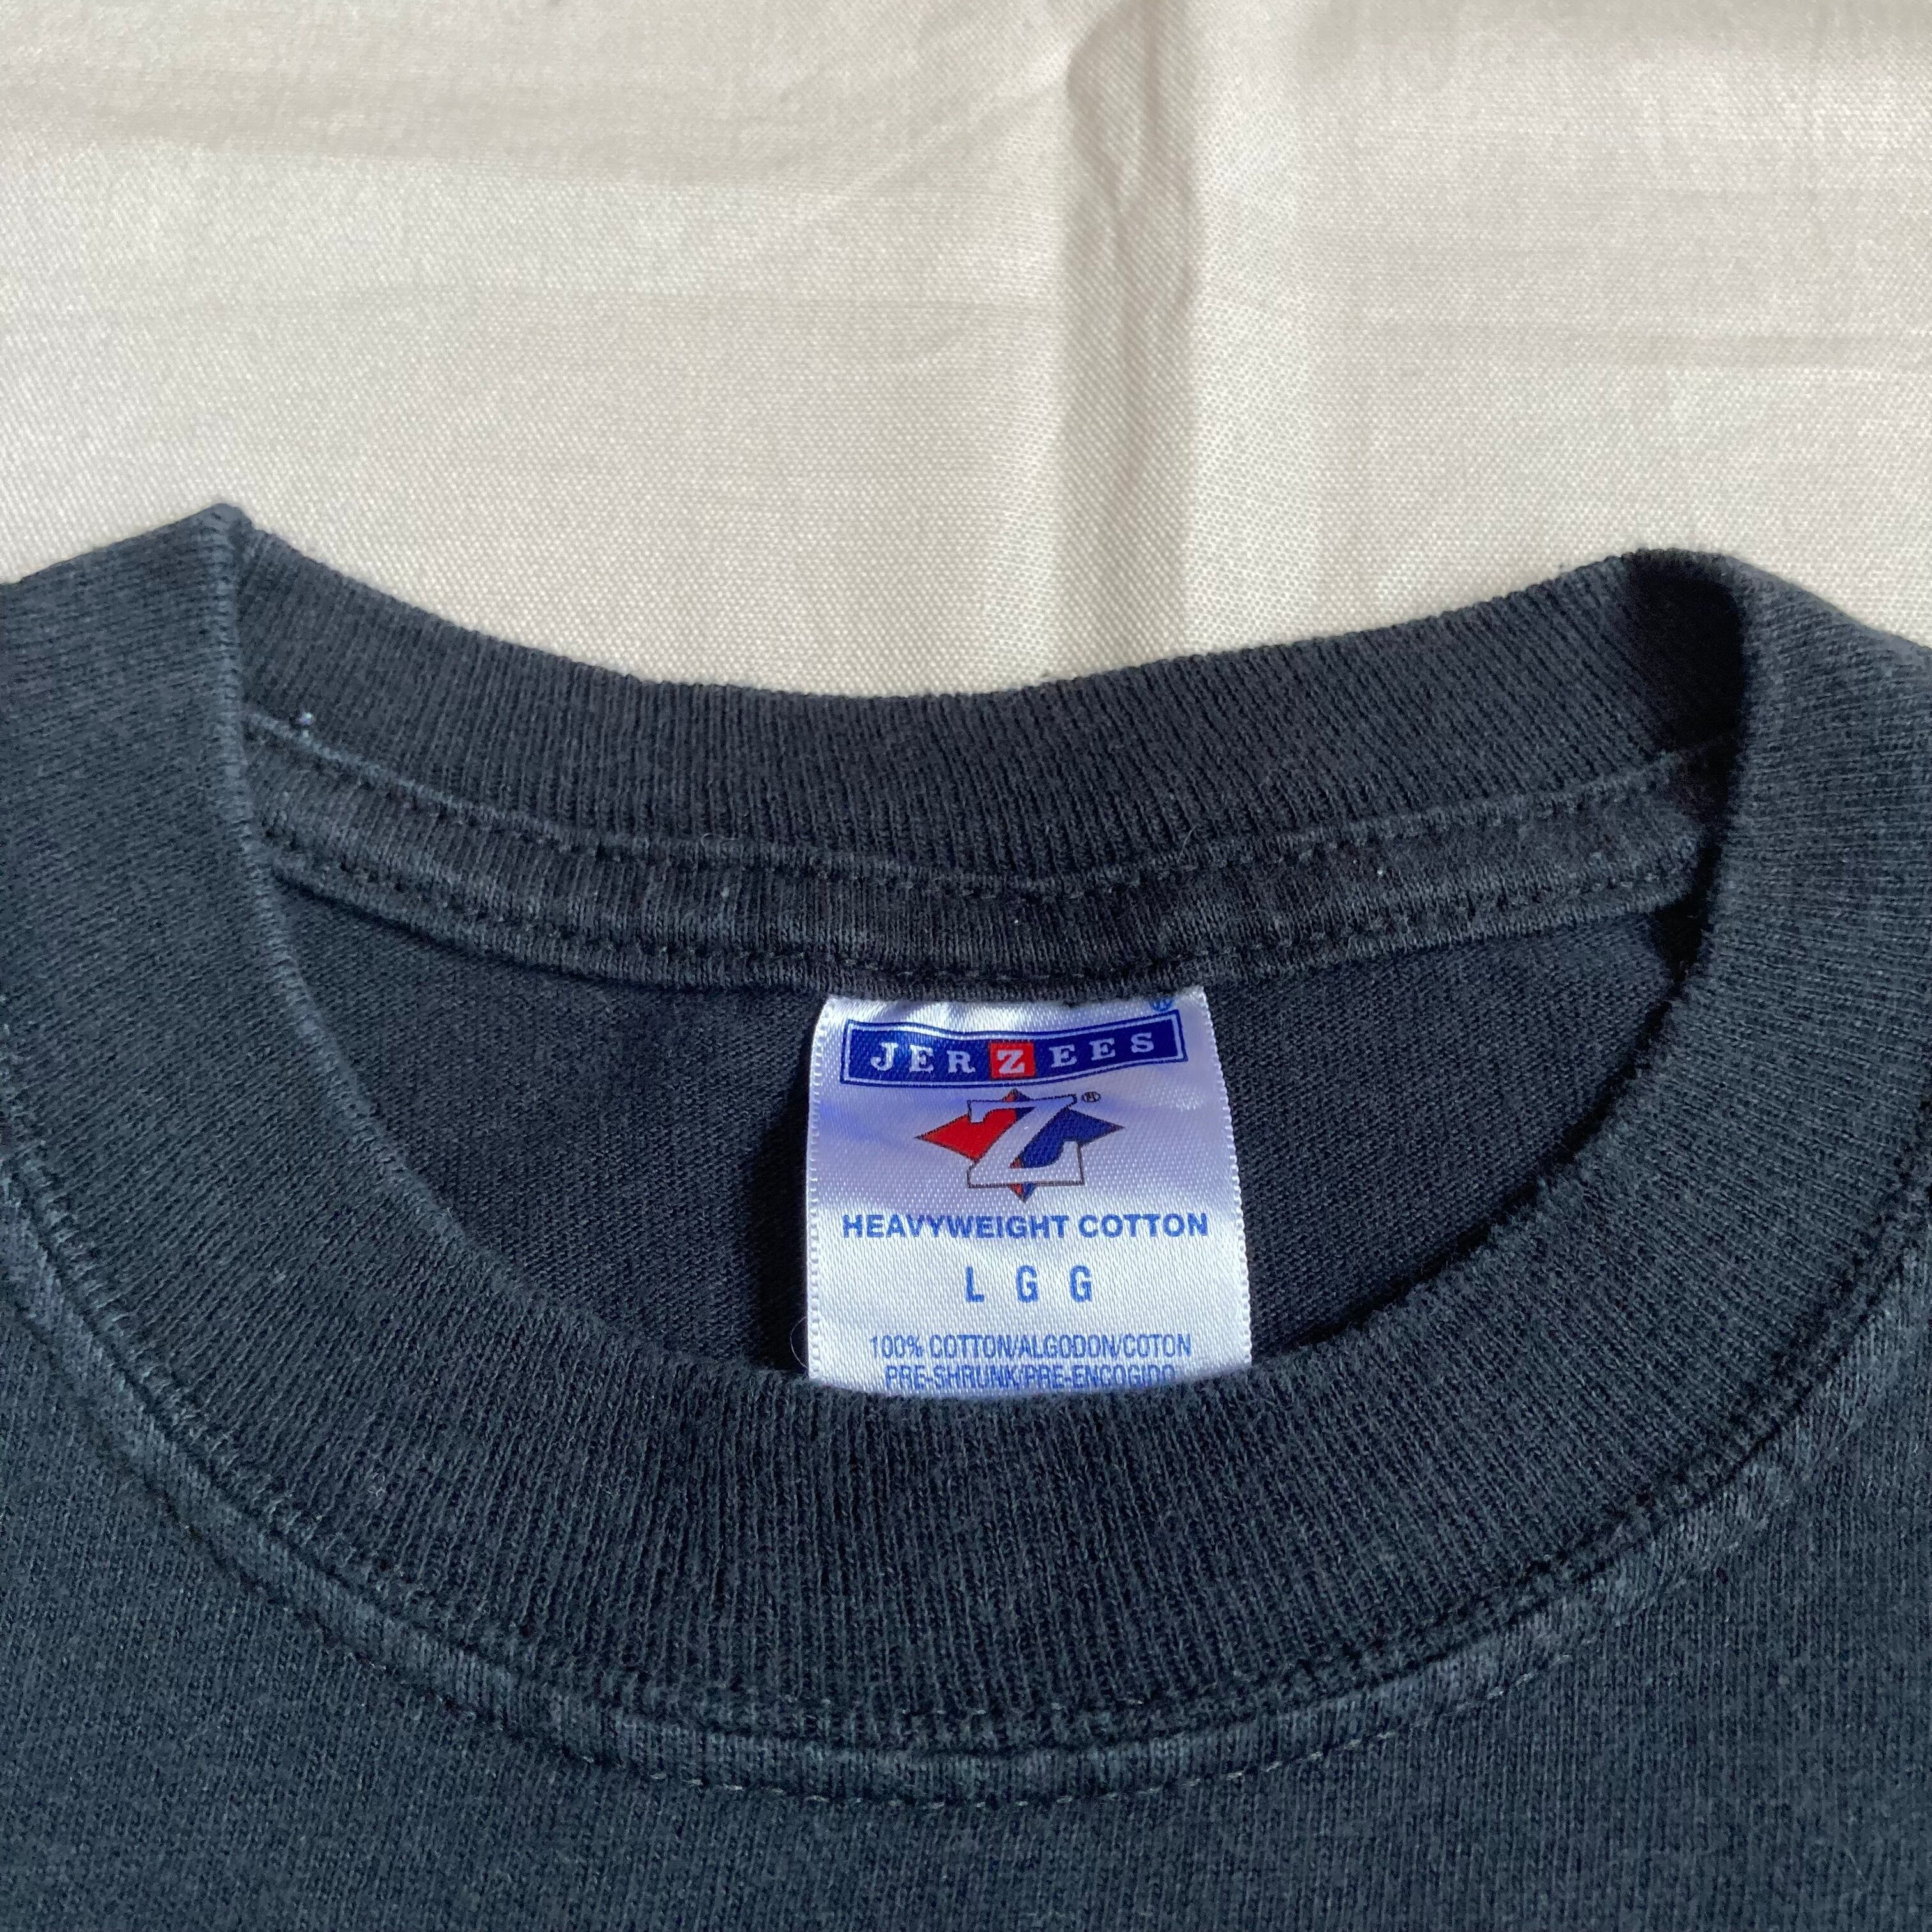 JERZEES®
Z®
HEAVYWEIGHT COTTON
L G G
100% COTTON/ALGODON/COTON
PRE-SHRUNK/PRE-ENCOGIDO